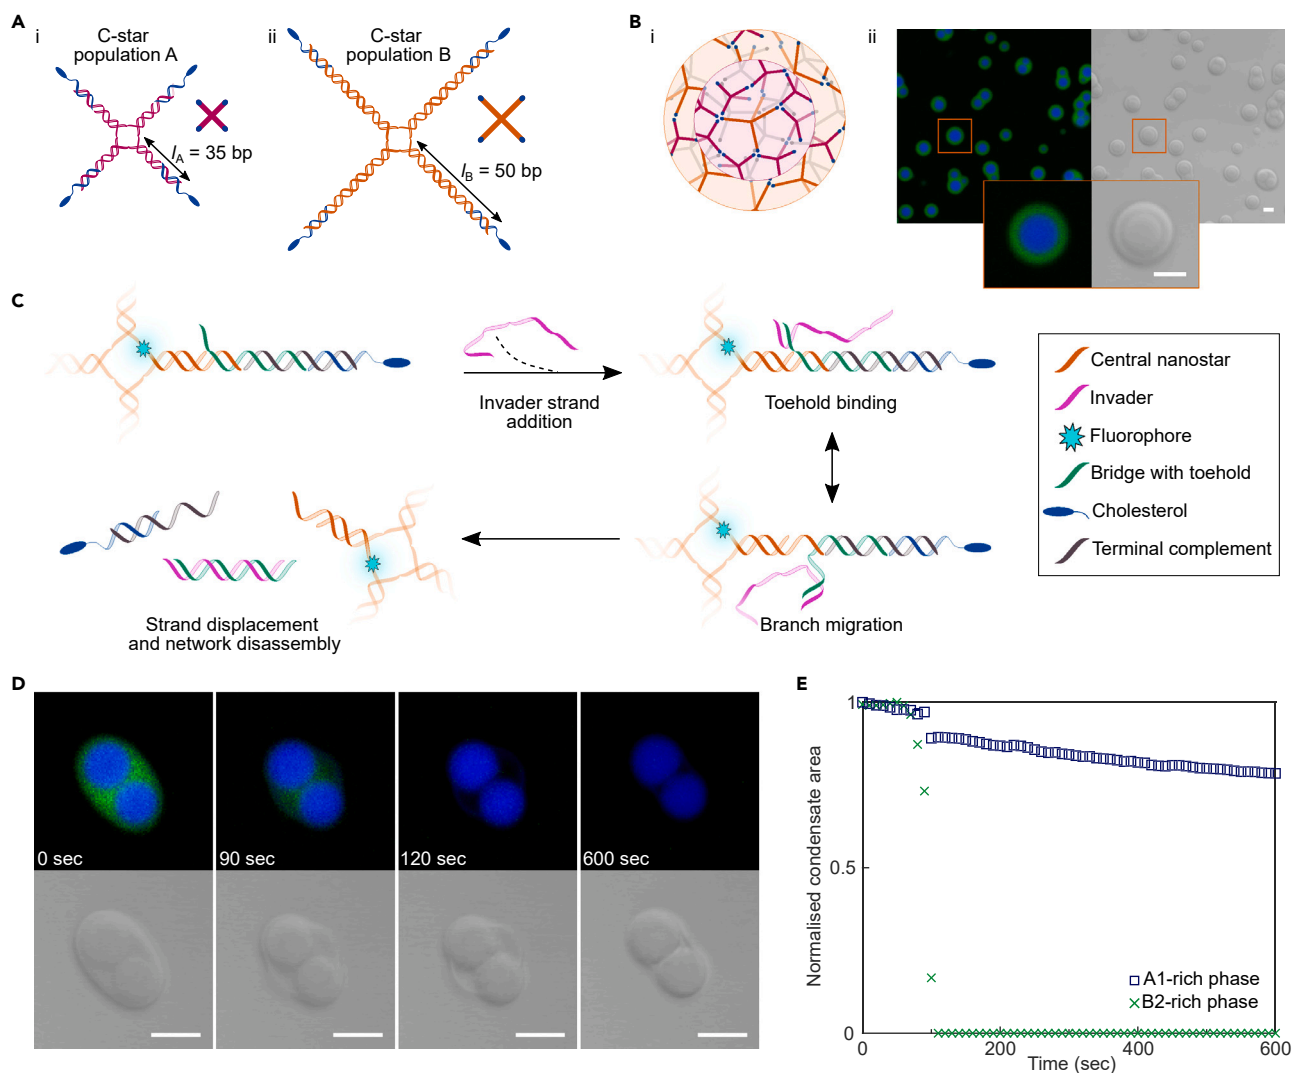 A
i
C-star
population A
lA = 35 bp
ii
C-star
population B
lB = 50 bp
B
i
ii
C
Invader strand
addition
Toehold binding
Branch migration
Strand displacement
and network disassembly
Central nanostar
Invader
Fluorophore
Bridge with toehold
Cholesterol
Terminal complement
D
0 sec
90 sec
120 sec
600 sec
E
Normalised condensate area
1
0.5
0
0
200
400
600
Time (sec)
A1-rich phase
B2-rich phase